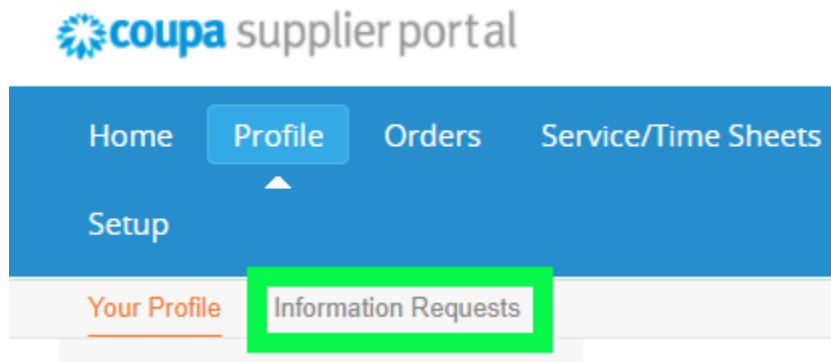 coupa supplier portal
Home Profile Orders Service/Time Sheets
Setup
Your Profile Information Requests